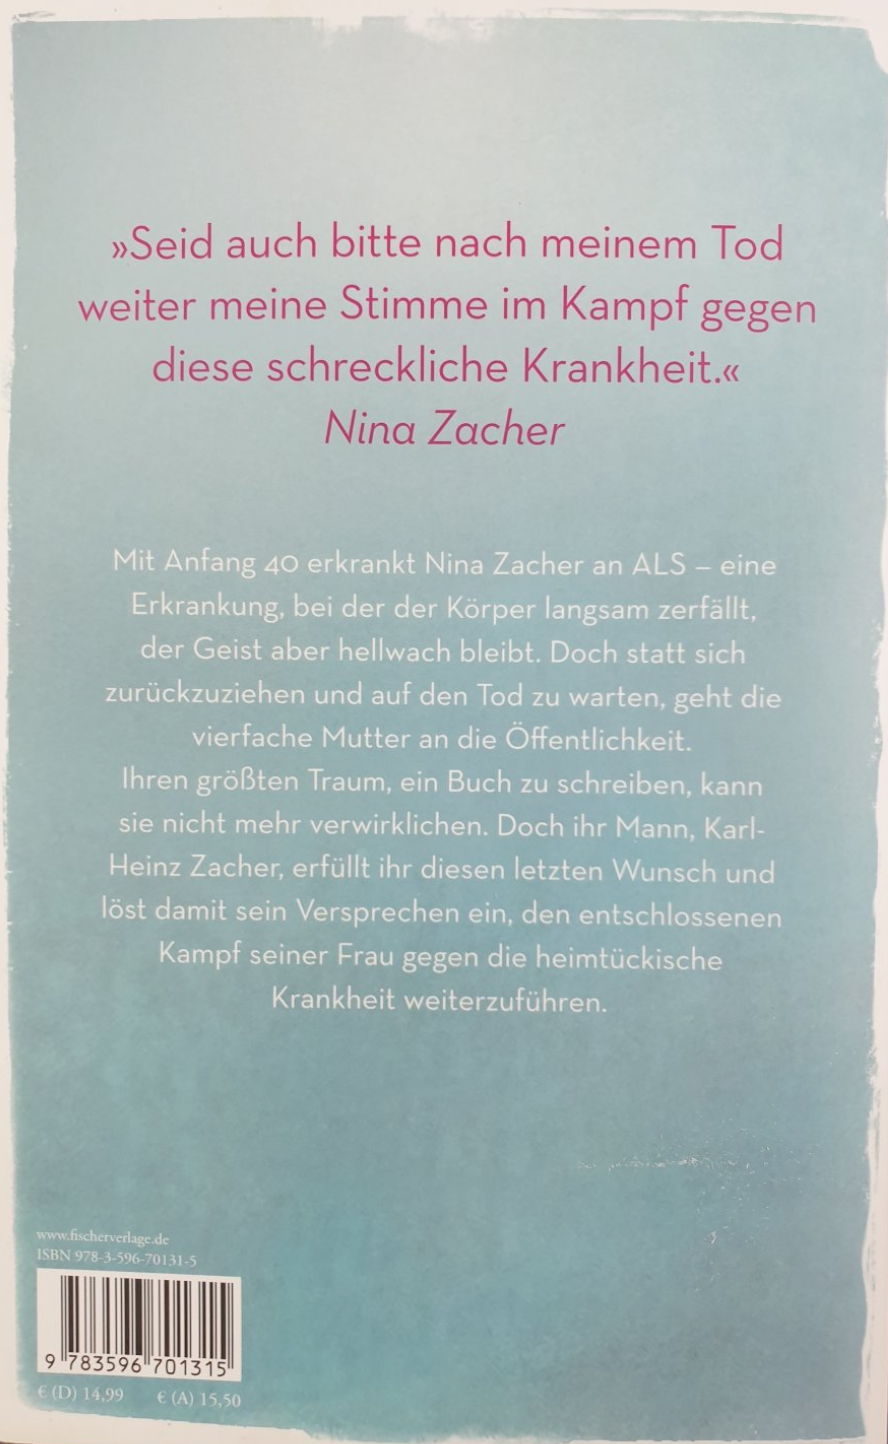 »Seid auch bitte nach meinem Tod
weiter meine Stimme im Kampf gegen
diese schreckliche Krankheit.«
Nina Zacher
Mit Anfang 40 erkrankt Nina Zacher an ALS – eine
Erkrankung, bei der der Körper langsam zerfällt,
der Geist aber hellwach bleibt. Doch statt sich
zurückzuziehen und auf den Tod zu warten, geht die
vierfache Mutter an die Öffentlichkeit.
Ihren größten Traum, ein Buch zu schreiben, kann
sie nicht mehr verwirklichen. Doch ihr Mann, Karl-
Heinz Zacher, erfüllt ihr diesen letzten Wunsch und
löst damit sein Versprechen ein, den entschlossenen
Kampf seiner Frau gegen die heimtückische
Krankheit weiterzuführen.
www.fischerverlage.de
ISBN 978-3-596-70131-5
9 783596 701315
€ (D) 14,99 € (A) 15,50